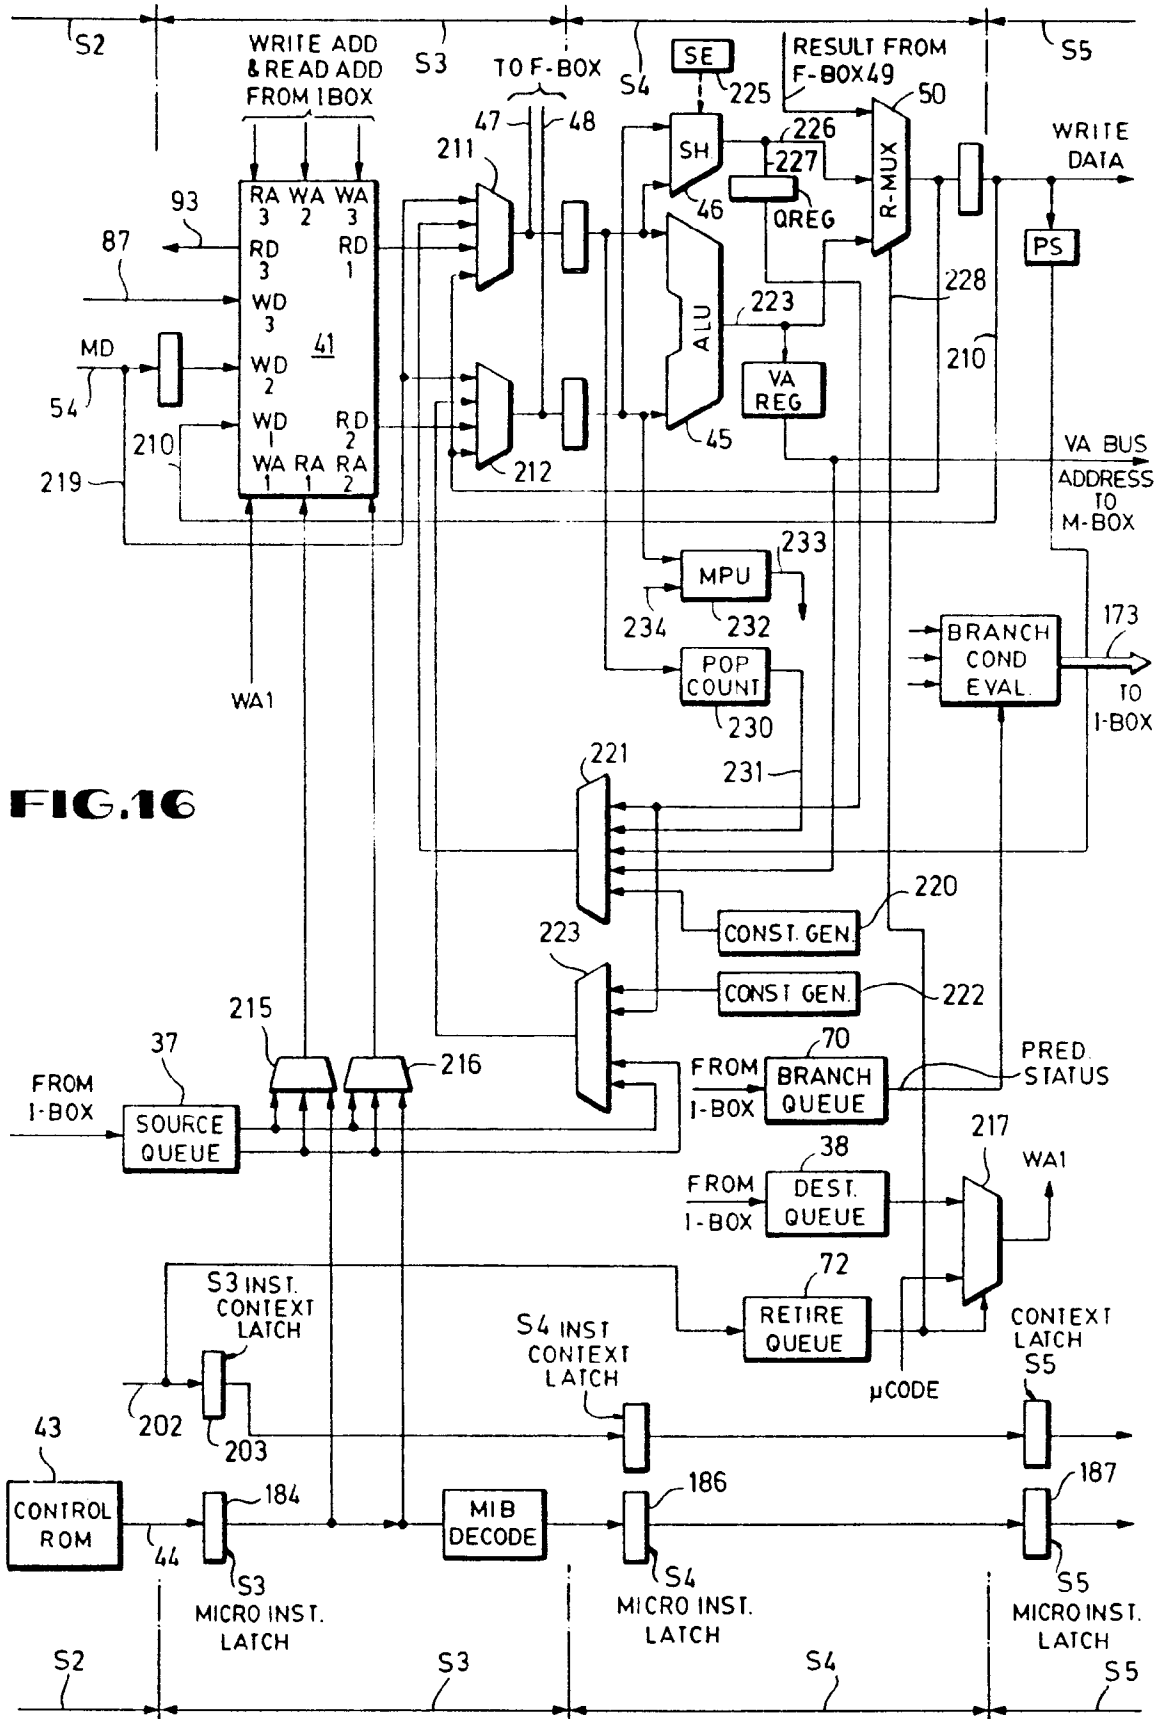 S2
S3
S4
S5
WRITE ADD
& READ ADD
FROM IBOX
TO F-BOX
47
48
SE
225
RESULT FROM
F-BOX 49
50
WRITE
DATA
211
SH.
46
226
227
QREG
R-MUX
PS
93
87
MD
54
210
219
RA
3
WA
2
WA
3
RD
3
RD
1
WD
3
41
WD
2
WD
1
RD
2
WA
1
RA
1
RA
2
212
ALU
45
223
VA
REG
228
210
VA BUS
ADDRESS
TO
M-BOX
MPU
233
234
232
POP
COUNT
230
231
BRANCH
COND
EVAL.
173
TO
I-BOX
WA1
FIG.16
221
220
CONST. GEN.
223
CONST GEN.
222
215
216
37
FROM
I-BOX
SOURCE
QUEUE
70
FROM
I-BOX
BRANCH
QUEUE
PRED.
STATUS
38
FROM
I-BOX
DEST.
QUEUE
217
WA1
72
RETIRE
QUEUE
µCODE
S3 INST.
CONTEXT
LATCH
S4 INST
CONTEXT
LATCH
CONTEXT
LATCH
S5
202
203
43
CONTROL
ROM
44
184
S3
MICRO INST.
LATCH
MIB
DECODE
186
S4
MICRO INST.
LATCH
187
S5
MICRO INST.
LATCH
S2
S3
S4
S5